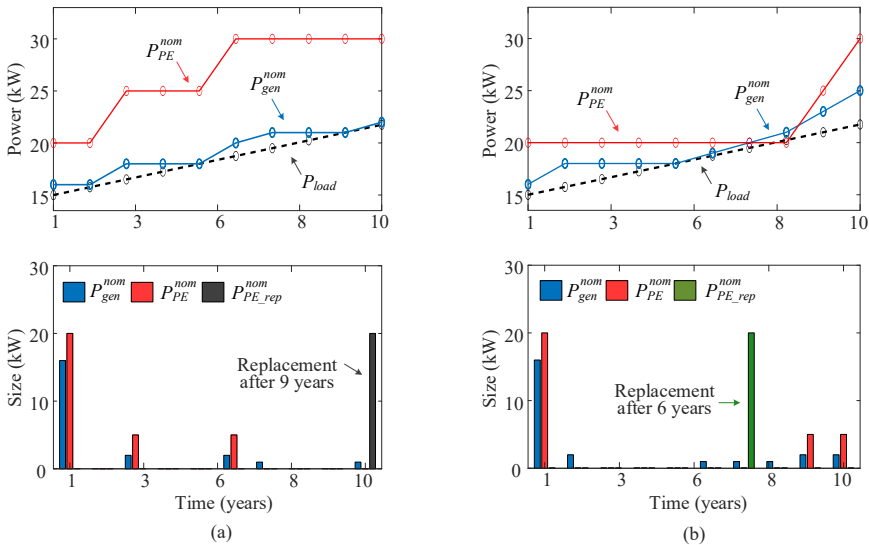 30
25
20
15
Power (kW)
P_PE^nom
P_gen^nom
P_load
1 3 6 8 10
30
20
10
0
Size (kW)
P_gen^nom P_PE^nom P_PE_rep^nom
Replacement
after 9 years
1 3 6 8 10
Time (years)
(a)
30
25
20
15
Power (kW)
P_PE^nom
P_gen^nom
P_load
1 3 6 8 10
30
20
10
0
Size (kW)
P_gen^nom P_PE^nom P_PE_rep^nom
Replacement
after 6 years
1 3 6 8 10
Time (years)
(b)